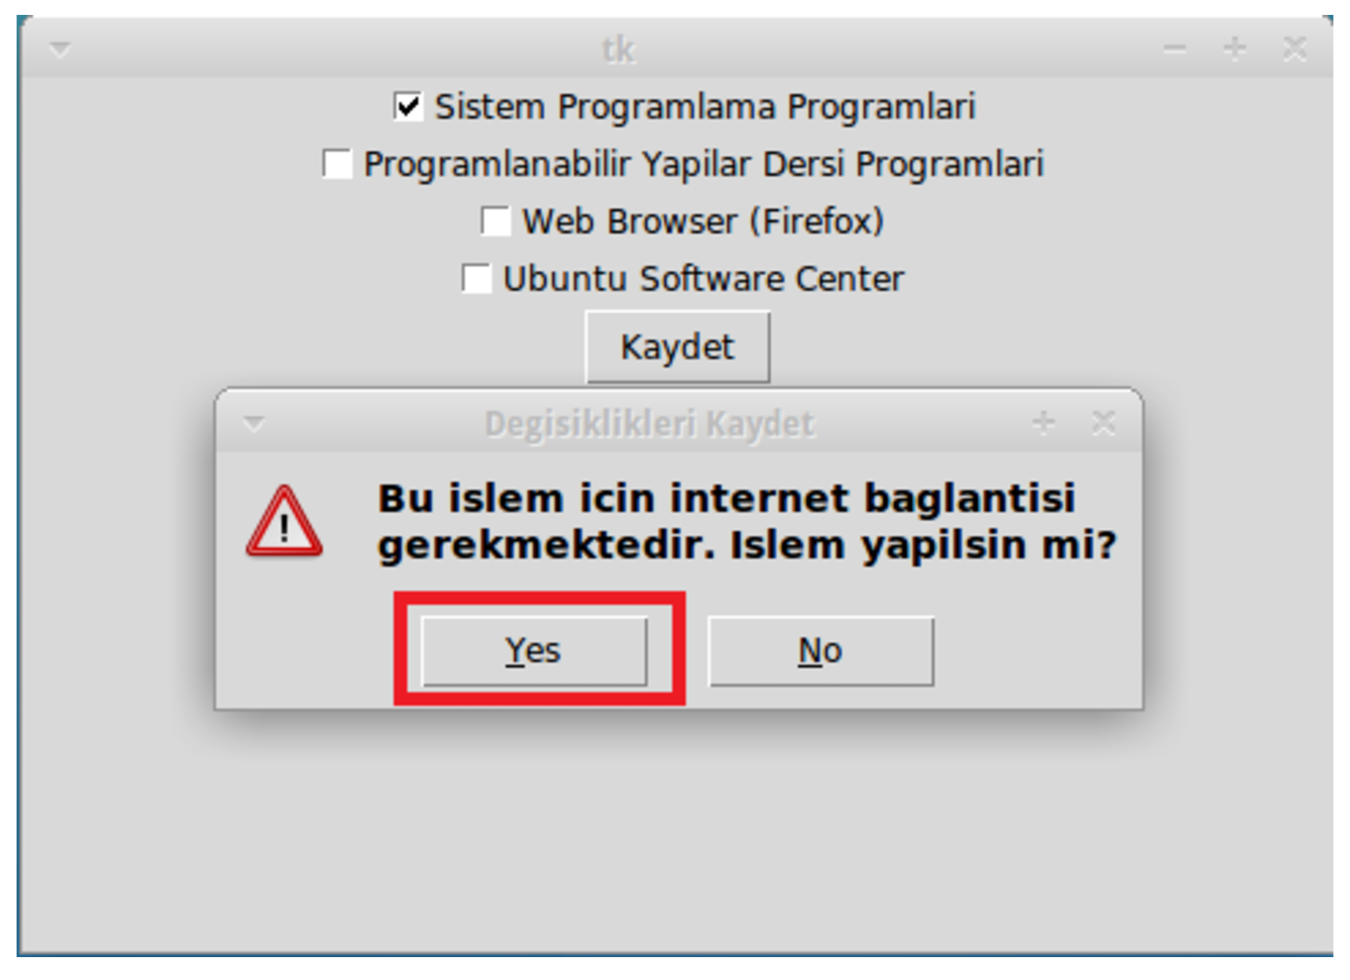 tk
Sistem Programlama Programlari
Programlanabilir Yapilar Dersi Programlari
Web Browser (Firefox)
Ubuntu Software Center
Kaydet
Degisiklikleri Kaydet
Bu islem icin internet baglantisi
gerekmektedir. Islem yapilsin mi?
Yes No